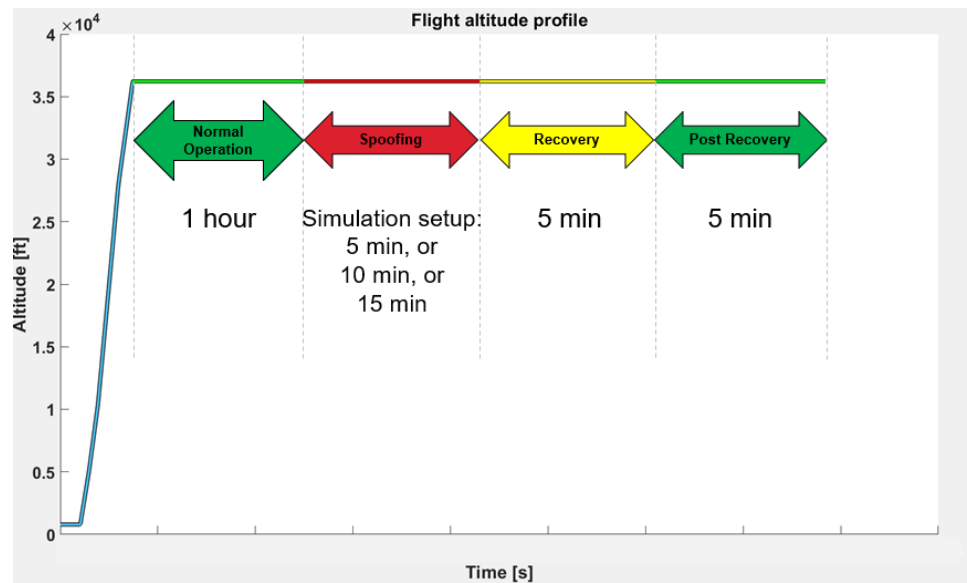 Flight altitude profile
×10⁴
4
3.5
3
2.5
2
1.5
1
0.5
0
Altitude [ft]
Normal
Operation
Spoofing
Recovery
Post Recovery
1 hour
Simulation setup:
5 min, or
10 min, or
15 min
5 min
5 min
Time [s]